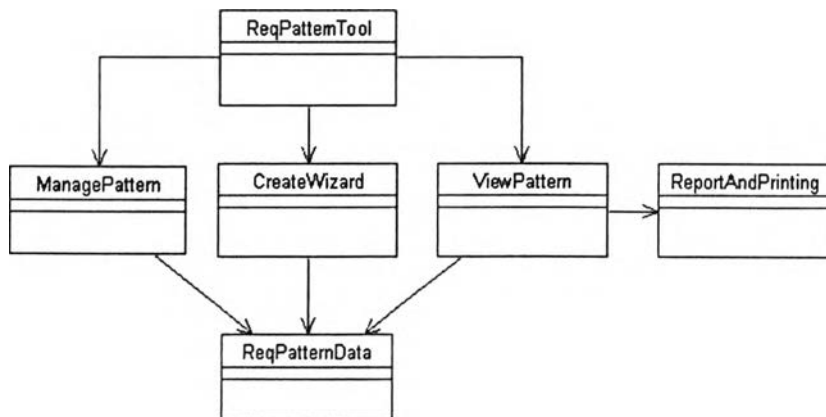 ReqPatternTool
ManagePattern
CreateWizard
ViewPattern
ReportAndPrinting
ReqPatternData